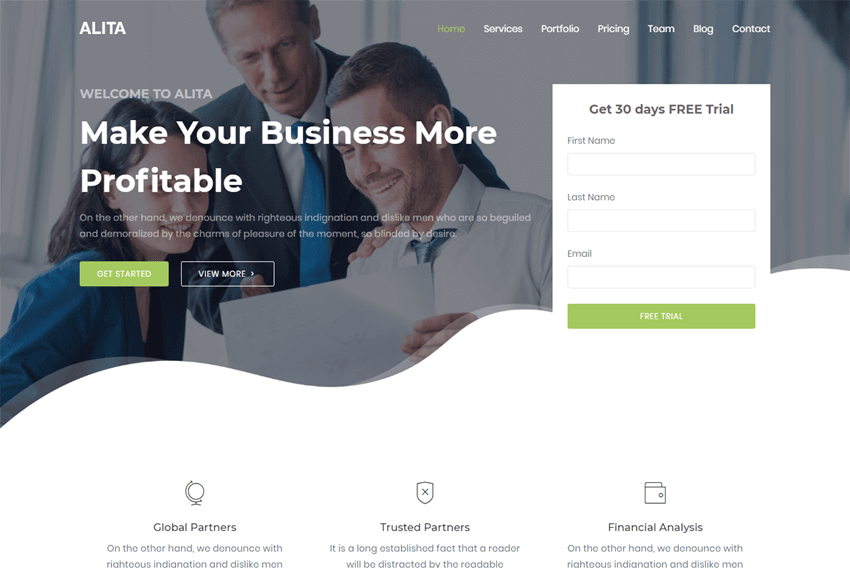 ALITA
Home Services Portfolio Pricing Team Blog Contact
WELCOME TO ALITA
Make Your Business More
Profitable
On the other hand, we denounce with righteous indignation and dislike men who are so beguiled
and demoralized by the charms of pleasure of the moment, so blinded by desire.
GET STARTED
VIEW MORE >
Get 30 days FREE Trial
First Name
Last Name
Email
FREE TRIAL
Global Partners
On the other hand, we denounce with
righteous indignation and dislike men
Trusted Partners
It is a long established fact that a reader
will be distracted by the readable
Financial Analysis
On the other hand, we denounce with
righteous indignation and dislike men